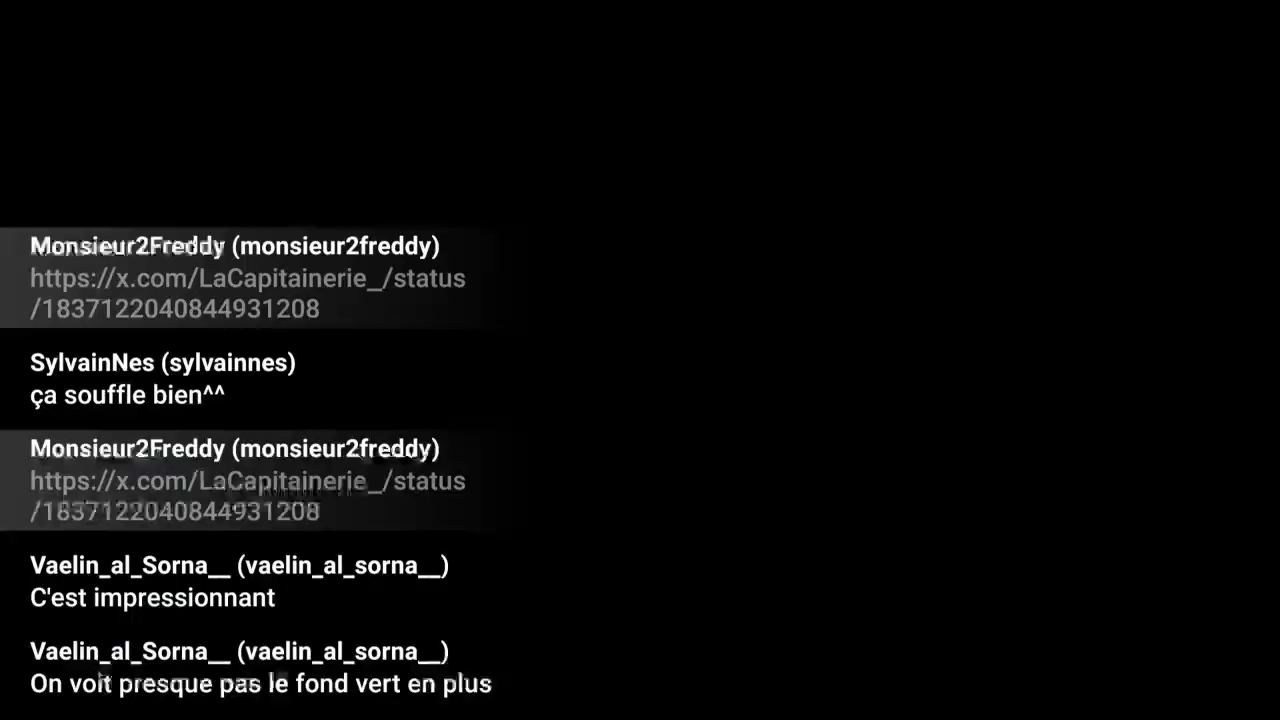 Monsieur2Freddy (monsieur2freddy)
https://x.com/LaCapitainerie_/status
/1837122040844931208
SylvainNes (sylvainnes)
ça souffle bien^^
Monsieur2Freddy (monsieur2freddy)
https://x.com/LaCapitainerie_/status
/1837122040844931208
Vaelin_al_Sorna__ (vaelin_al_sorna__)
C'est impressionnant
Vaelin_al_Sorna__ (vaelin_al_sorna__)
On voit presque pas le fond vert en plus